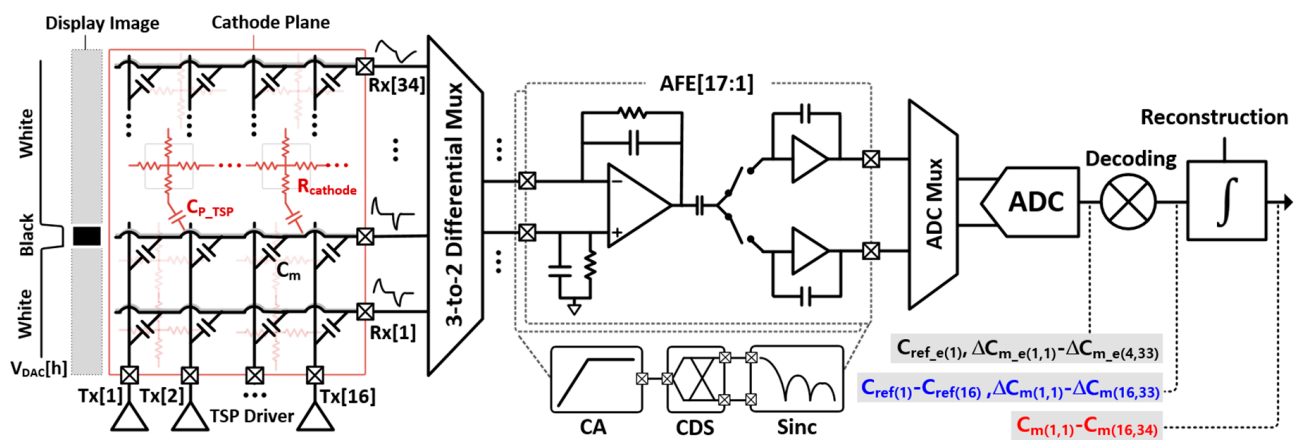 Display Image
Cathode Plane
White
Black
White
V_DAC[h]
Rx[34]
R_cathode
C_P_TSP
C_m
Rx[1]
Tx[1]
Tx[2]
TSP Driver
Tx[16]
3-to-2 Differential Mux
AFE[17:1]
−
+
CA
CDS
Sinc
ADC Mux
ADC
Decoding
Reconstruction
∫
C_ref_e(1), ΔC_m_e(1,1)-ΔC_m_e(4,33)
C_ref(1)-C_ref(16) ,ΔC_m(1,1)-ΔC_m(16,33)
C_m(1,1)-C_m(16,34)